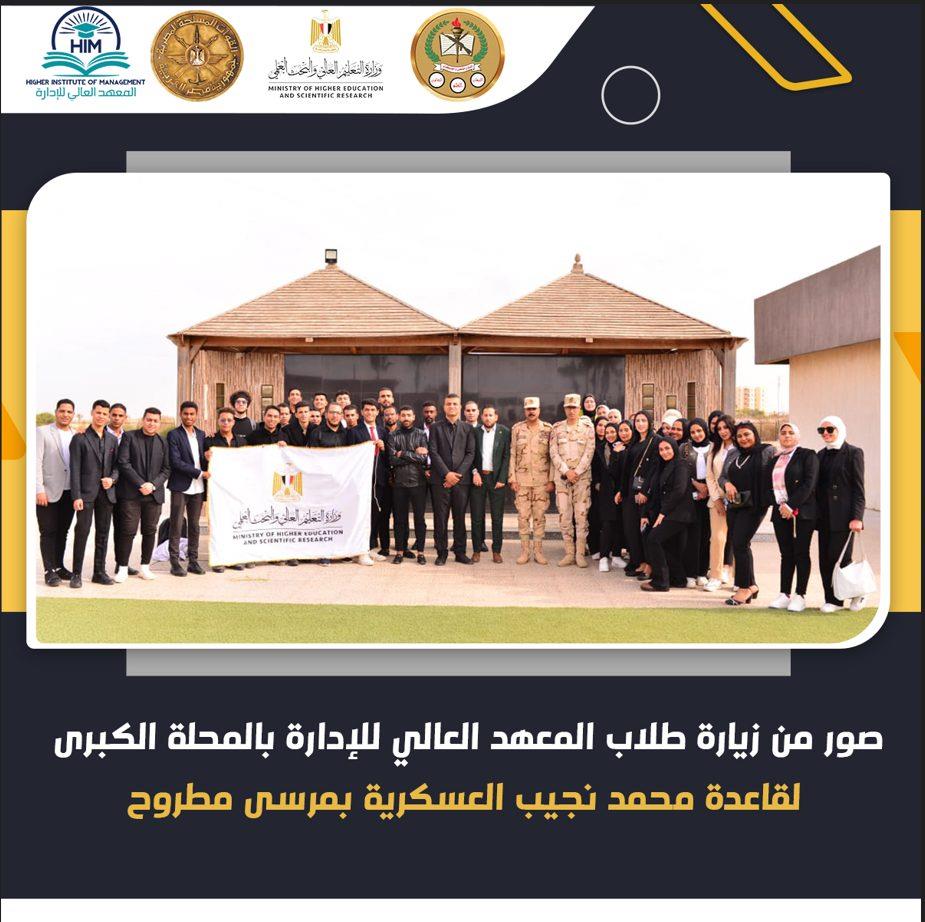 HIM
HIGHER INSTITUTE OF MANAGEMENT
المعهد العالي للإدارة
وزارة التعليم العالي والبحث العلمي
MINISTRY OF HIGHER EDUCATION
AND SCIENTIFIC RESEARCH
وزارة التعليم العالي والبحث العلمي
MINISTRY OF HIGHER EDUCATION
AND SCIENTIFIC RESEARCH
صور من زيارة طلاب المعهد العالي للإدارة بالمحلة الكبرى
لقاعدة محمد نجيب العسكرية بمرسى مطروح